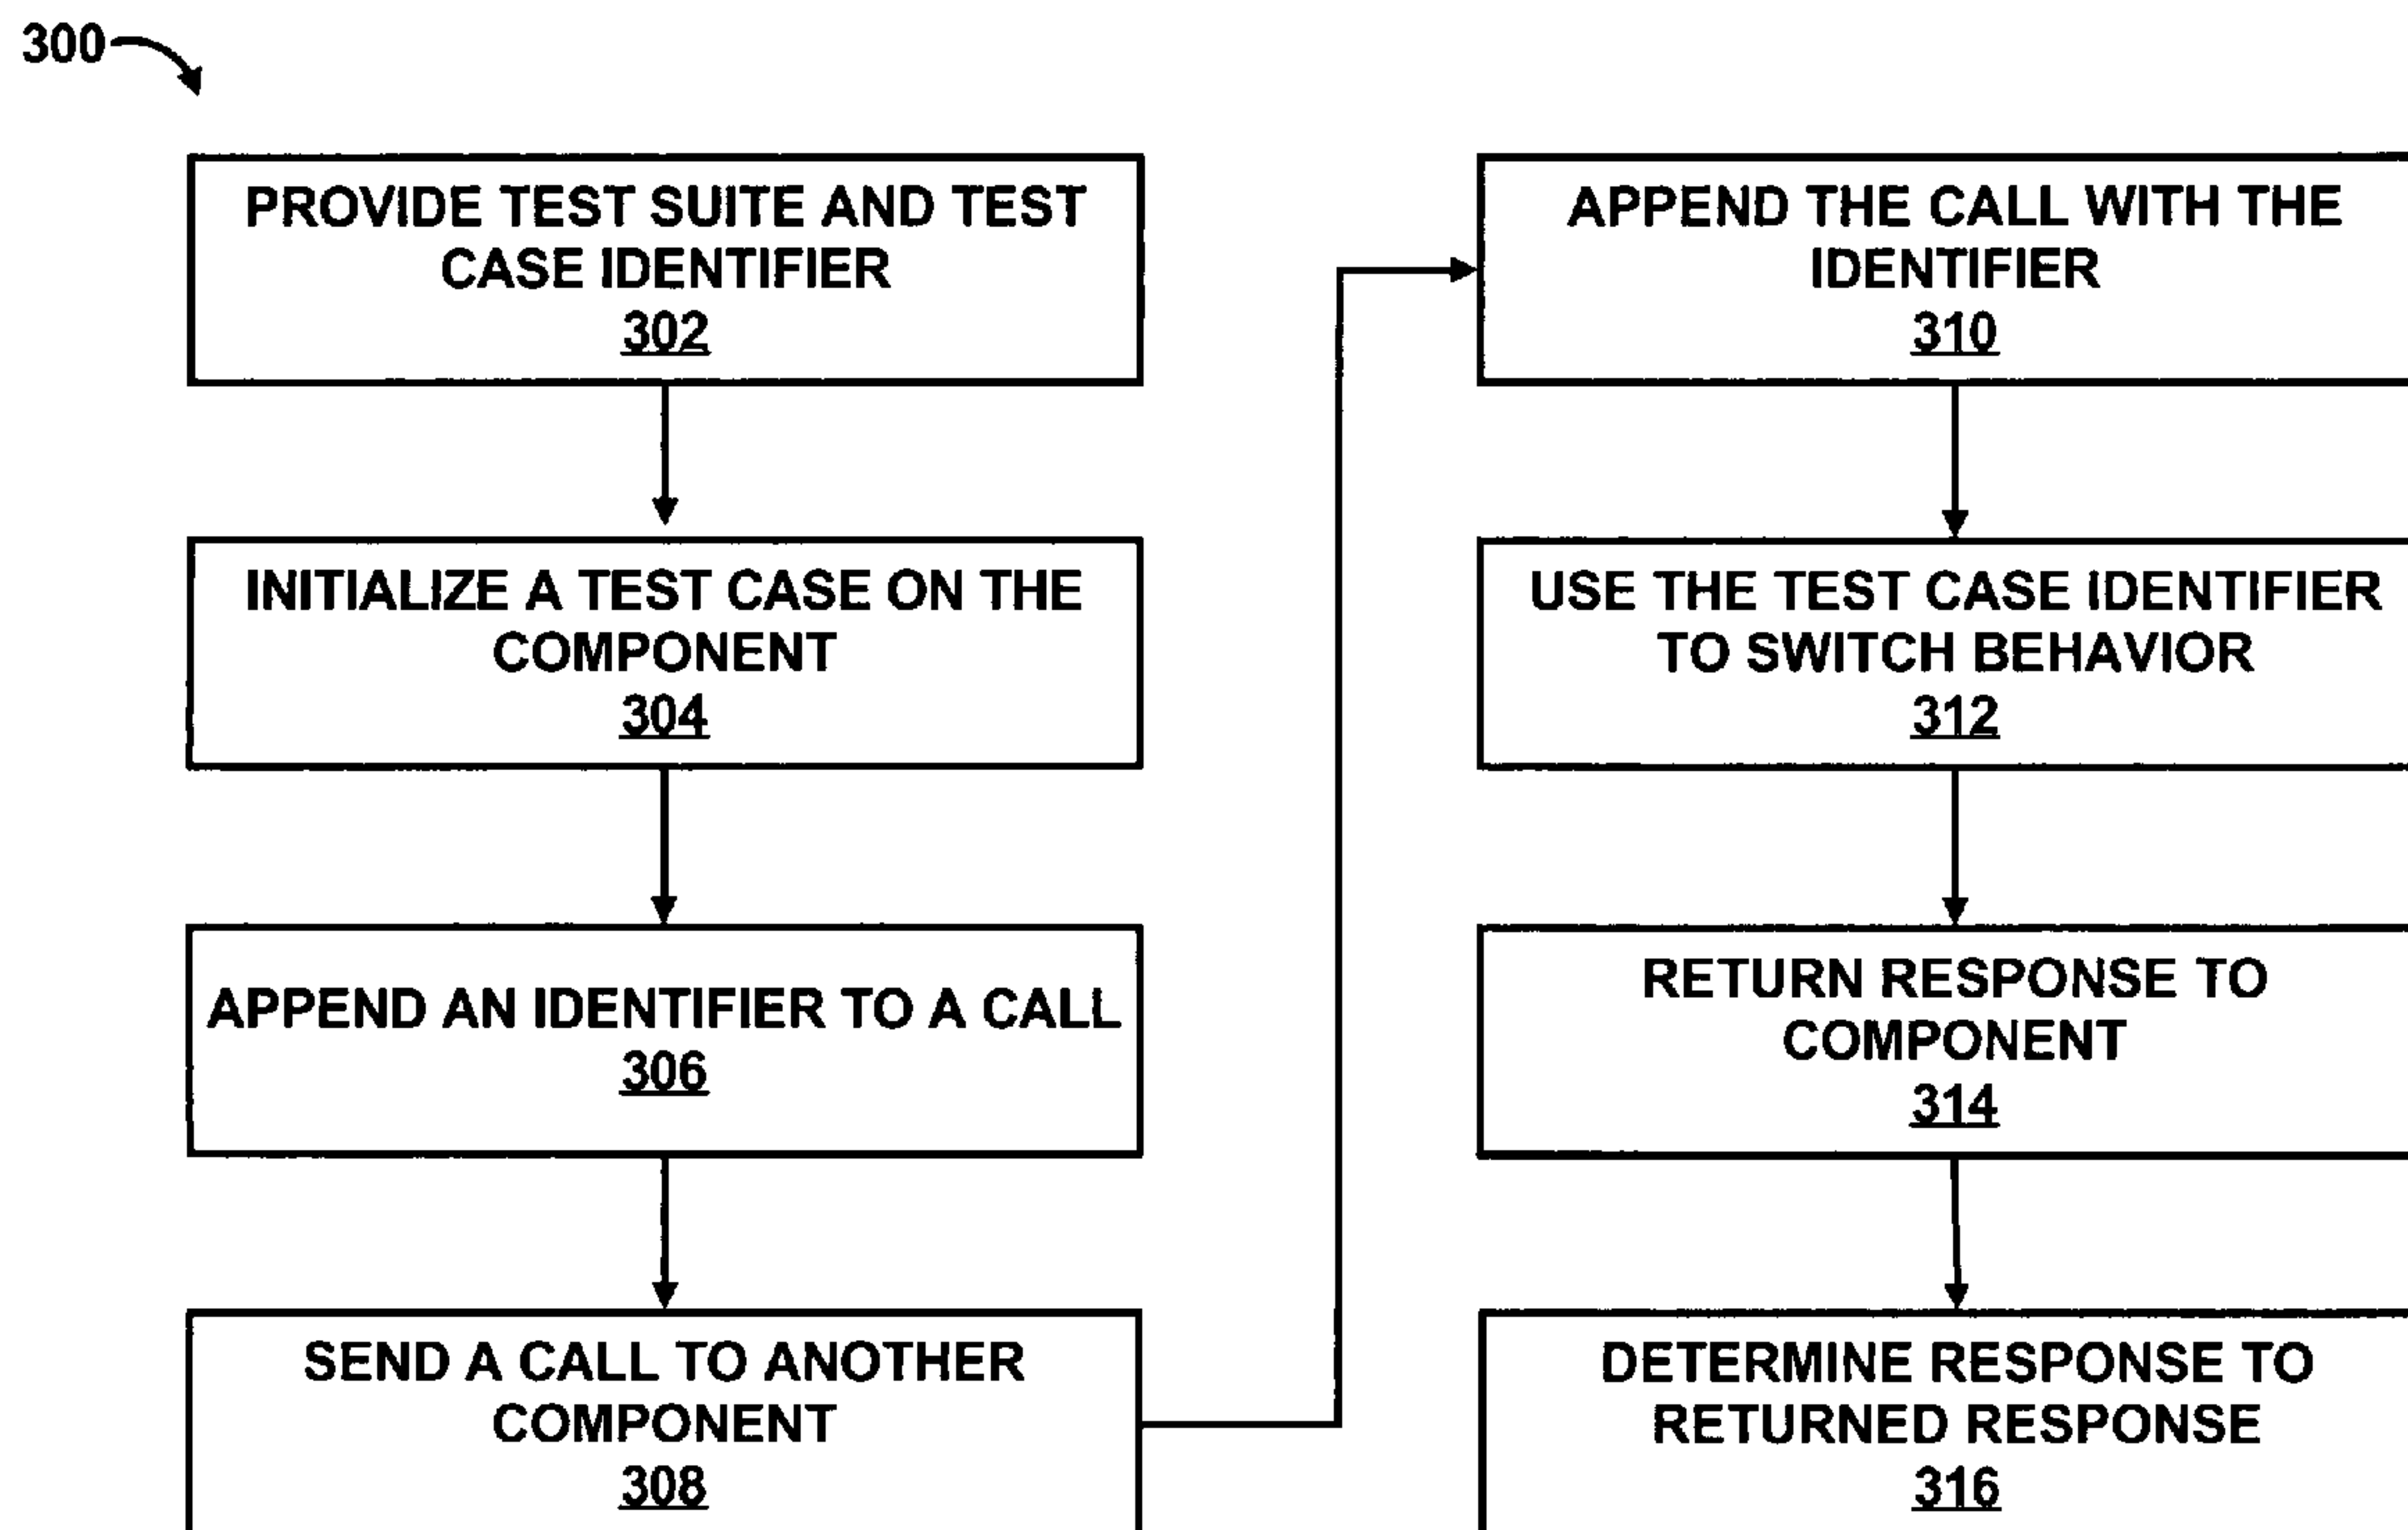 300
PROVIDE TEST SUITE AND TEST
CASE IDENTIFIER
302
INITIALIZE A TEST CASE ON THE
COMPONENT
304
APPEND AN IDENTIFIER TO A CALL
306
SEND A CALL TO ANOTHER
COMPONENT
308
APPEND THE CALL WITH THE
IDENTIFIER
310
USE THE TEST CASE IDENTIFIER
TO SWITCH BEHAVIOR
312
RETURN RESPONSE TO
COMPONENT
314
DETERMINE RESPONSE TO
RETURNED RESPONSE
316